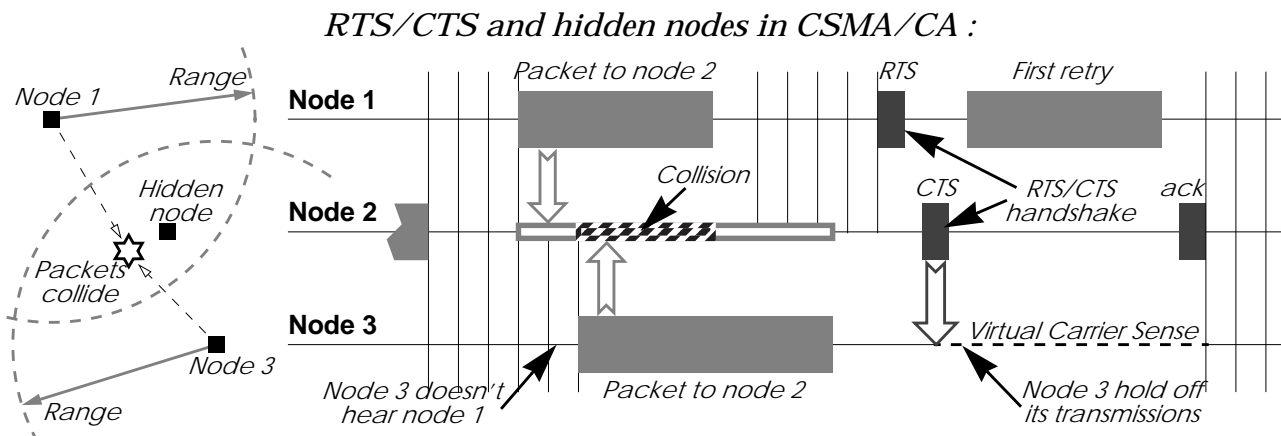 RTS/CTS and hidden nodes in CSMA/CA :
Node 1
Range
Hidden
node
Packets
collide
Node 3
Range
Node 1
Packet to node 2
RTS
First retry
Node 2
Collision
CTS
RTS/CTS
handshake
ack
Node 3
Virtual Carrier Sense
Node 3 doesn't
hear node 1
Packet to node 2
Node 3 hold off
its transmissions